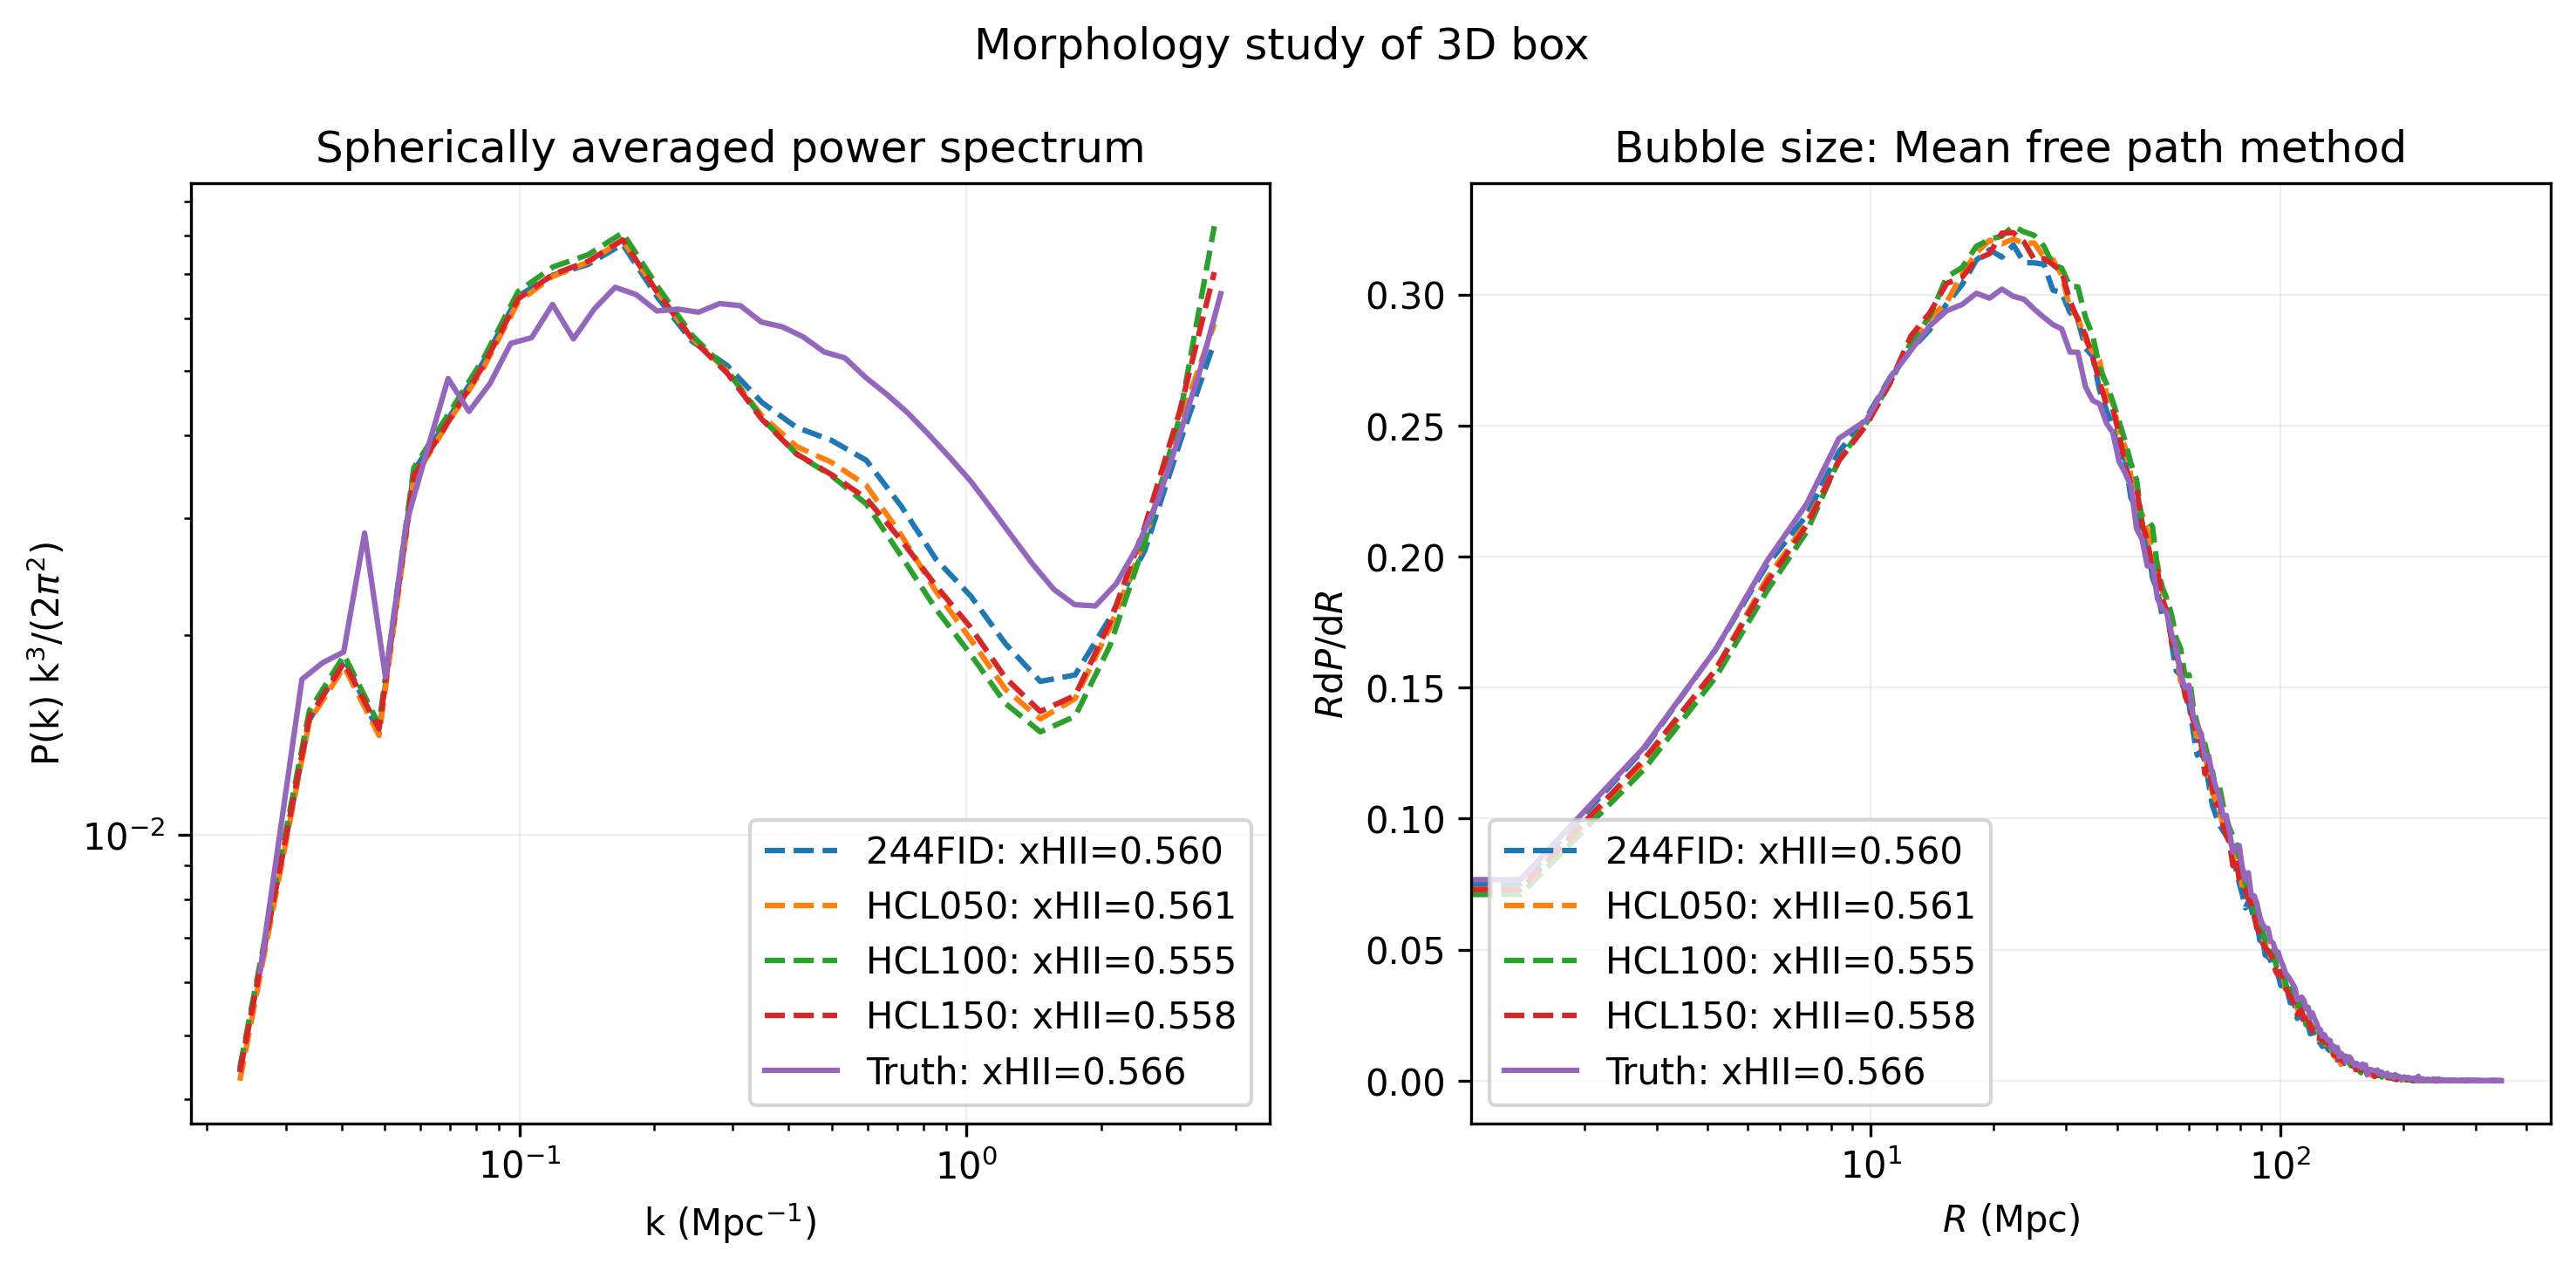 Morphology study of 3D box
Spherically averaged power spectrum
P(k) k³/(2π²)
10⁻²
10⁻¹
10⁰
k (Mpc⁻¹)
244FID: xHII=0.560
HCL050: xHII=0.561
HCL100: xHII=0.555
HCL150: xHII=0.558
Truth: xHII=0.566
Bubble size: Mean free path method
RdP/dR
0.30
0.25
0.20
0.15
0.10
0.05
0.00
10¹
10²
R (Mpc)
244FID: xHII=0.560
HCL050: xHII=0.561
HCL100: xHII=0.555
HCL150: xHII=0.558
Truth: xHII=0.566